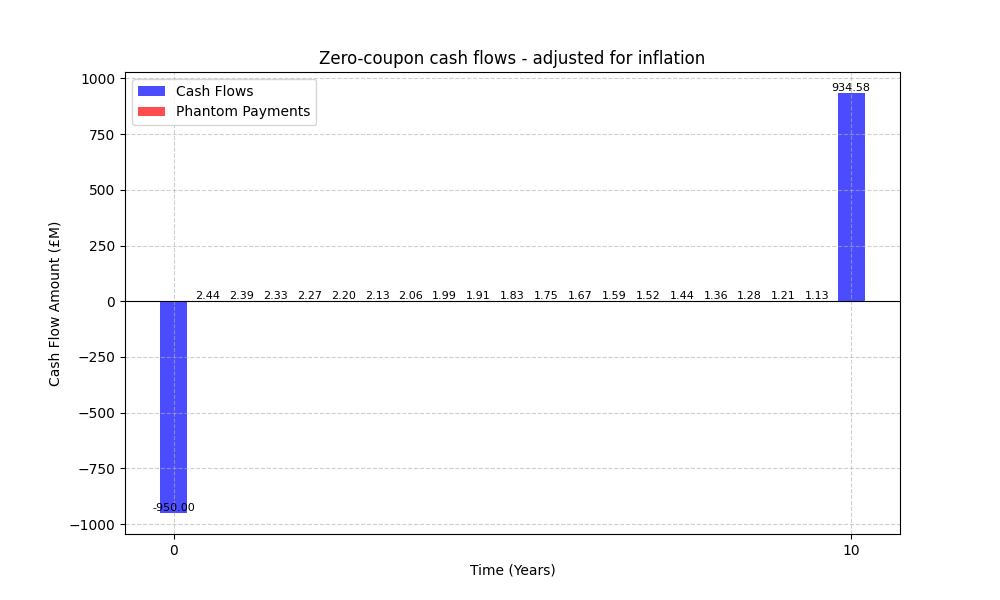 Zero-coupon cash flows - adjusted for inflation
Cash Flows
Phantom Payments
Cash Flow Amount (£M)
1000
750
500
250
0
−250
−500
−750
−1000
934.58
2.44 2.39 2.33 2.27 2.20 2.13 2.06 1.99 1.91 1.83 1.75 1.67 1.59 1.52 1.44 1.36 1.28 1.21 1.13
-950.00
0 10
Time (Years)